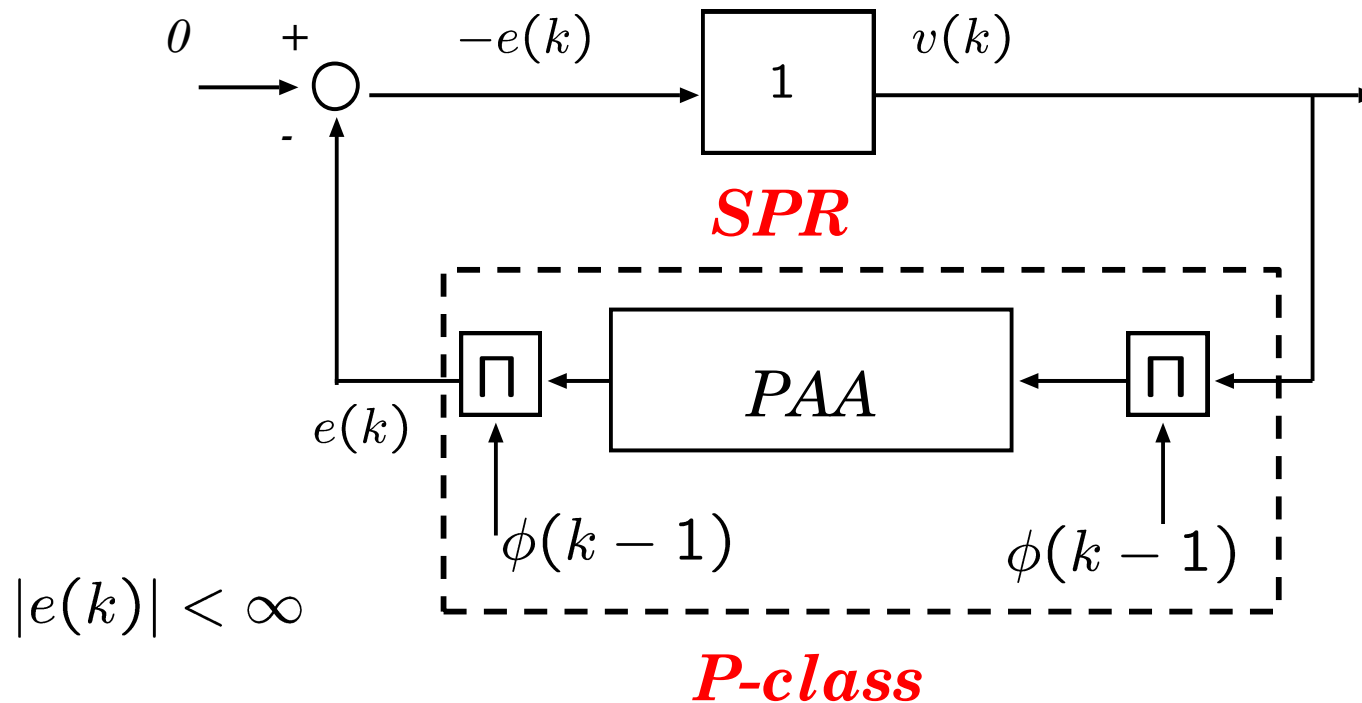 0 + −e(k) v(k)
1
-
SPR
∏ PAA ∏
e(k)
ϕ(k − 1) ϕ(k − 1)
|e(k)| < ∞
P-class